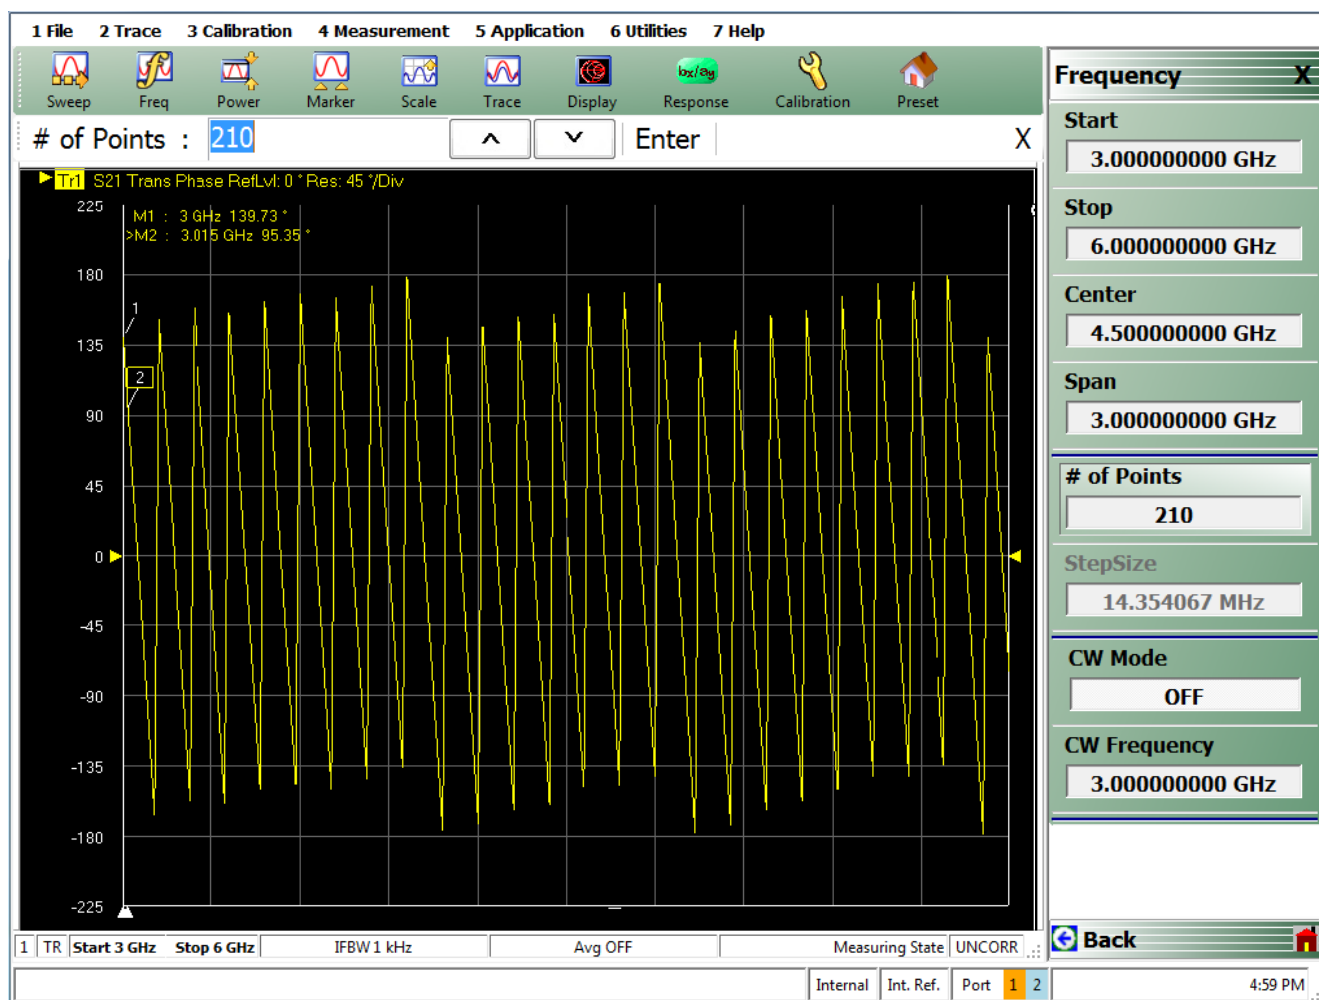 1 File 2 Trace 3 Calibration 4 Measurement 5 Application 6 Utilities 7 Help
Sweep Freq Power Marker Scale Trace Display bx/ay Response Calibration Preset
# of Points : 210 Enter X
Tr1 S21 Trans Phase RefLvl: 0 ° Res: 45 °/Div
M1 : 3 GHz 139.73 °
>M2 : 3.015 GHz 95.35 °
225
180
135
90
45
0
-45
-90
-135
-180
-225
1
2
1 TR Start 3 GHz Stop 6 GHz IFBW 1 kHz Avg OFF Measuring State UNCORR
Frequency X
Start
3.000000000 GHz
Stop
6.000000000 GHz
Center
4.500000000 GHz
Span
3.000000000 GHz
# of Points
210
StepSize
14.354067 MHz
CW Mode
OFF
CW Frequency
3.000000000 GHz
Back
Internal Int. Ref. Port 1 2 4:59 PM